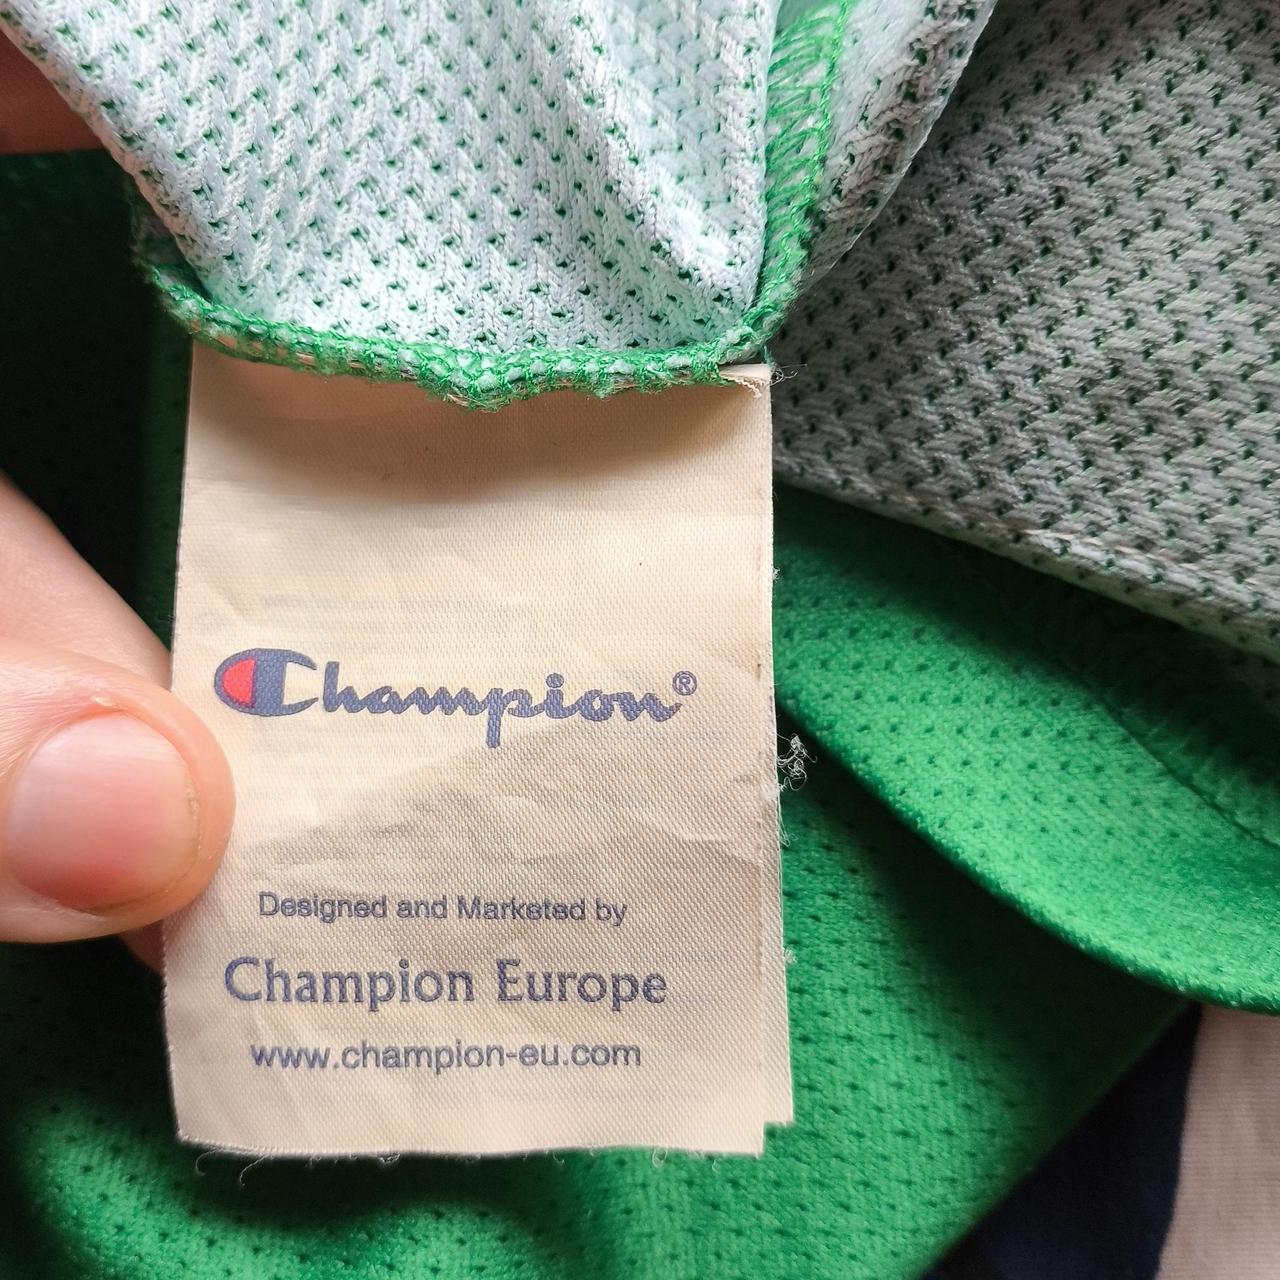 Champion®
Designed and Marketed by
Champion Europe
www.champion-eu.com